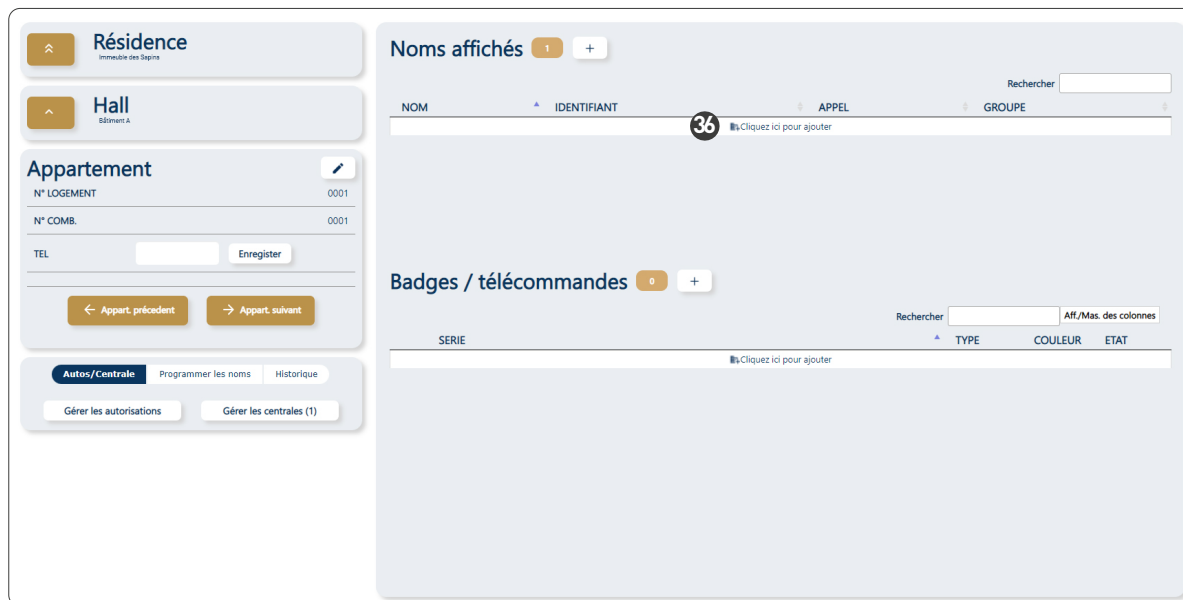 Résidence
Immeuble des Sapins
Hall
Bâtiment A
Appartement
N° LOGEMENT 0001
N° COMB. 0001
TEL Enregister
Appart. précedent Appart. suivant
Autos/Centrale Programmer les noms Historique
Gérer les autorisations Gérer les centrales (1)
Noms affichés 1 +
Rechercher
NOM IDENTIFIANT APPEL GROUPE
36 Cliquez ici pour ajouter
Badges / télécommandes 0 +
Rechercher Aff./Mas. des colonnes
SERIE TYPE COULEUR ETAT
Cliquez ici pour ajouter